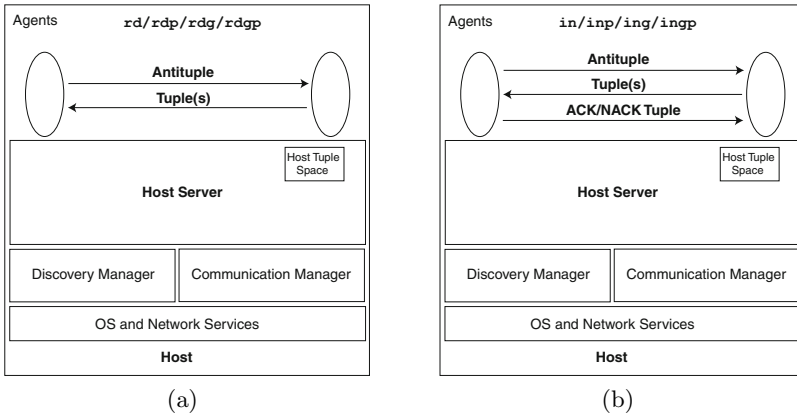 Agents rd/rdp/rdg/rdgp
Antituple
Tuple(s)
Host Tuple
Space
Host Server
Discovery Manager
Communication Manager
OS and Network Services
Host
(a)
Agents in/inp/ing/ingp
Antituple
Tuple(s)
ACK/NACK Tuple
Host Tuple
Space
Host Server
Discovery Manager
Communication Manager
OS and Network Services
Host
(b)